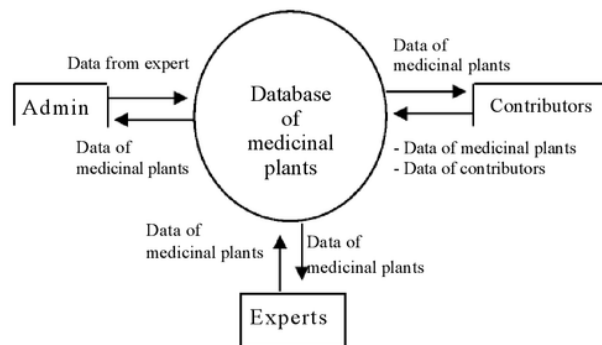 Data from expert
Admin
Data of
medicinal plants
Database
of
medicinal
plants
Data of
medicinal plants
Contributors
- Data of medicinal plants
- Data of contributors
Data of
medicinal plants
Data of
medicinal plants
Experts